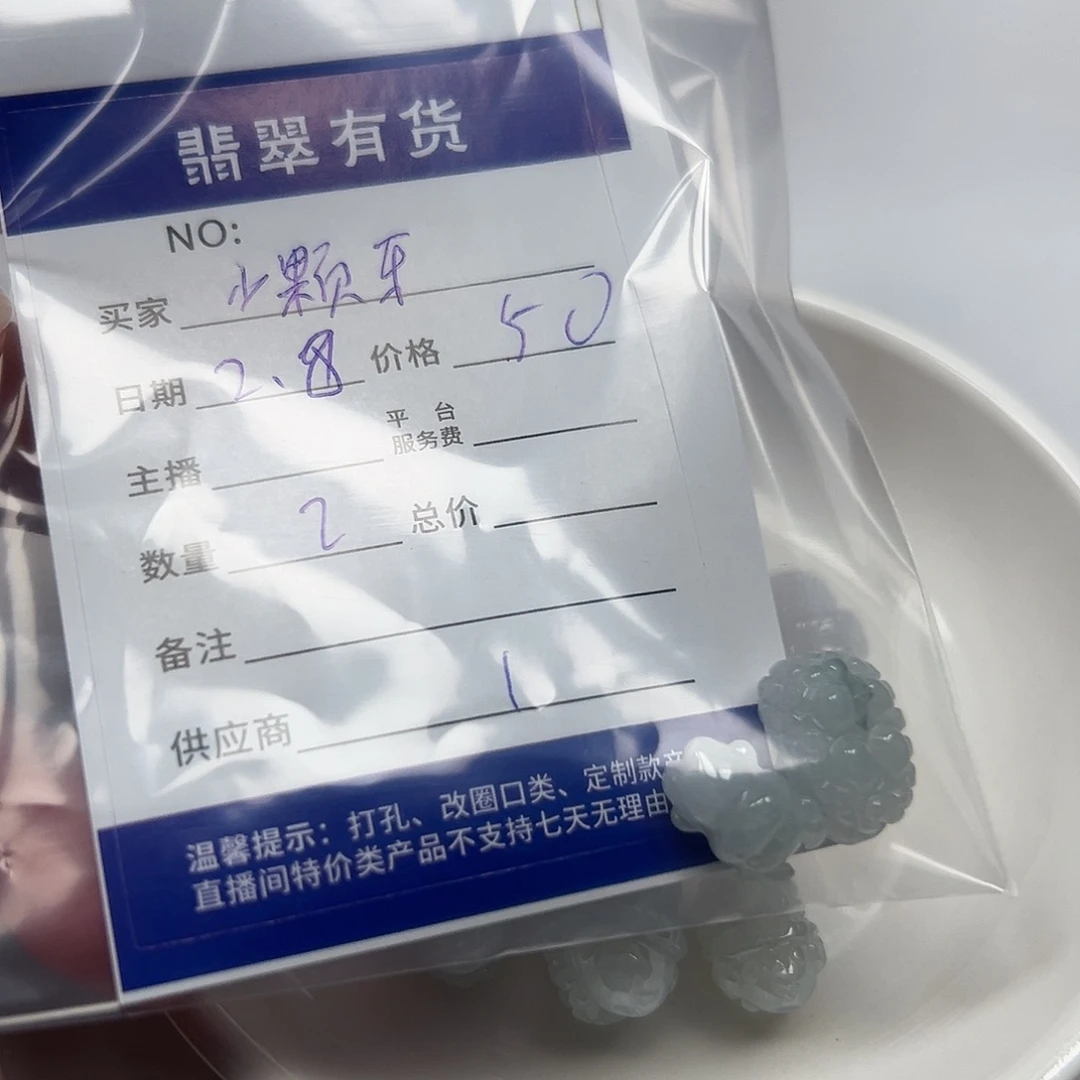 翡翠有货
NO:
买家 小颗牙
日期 2.8 价格 50
主播 平台服务费
数量 2 总价
备注
供应商 1
温馨提示：打孔、改圈口类、定制款产
直播间特价类产品不支持七天无理由